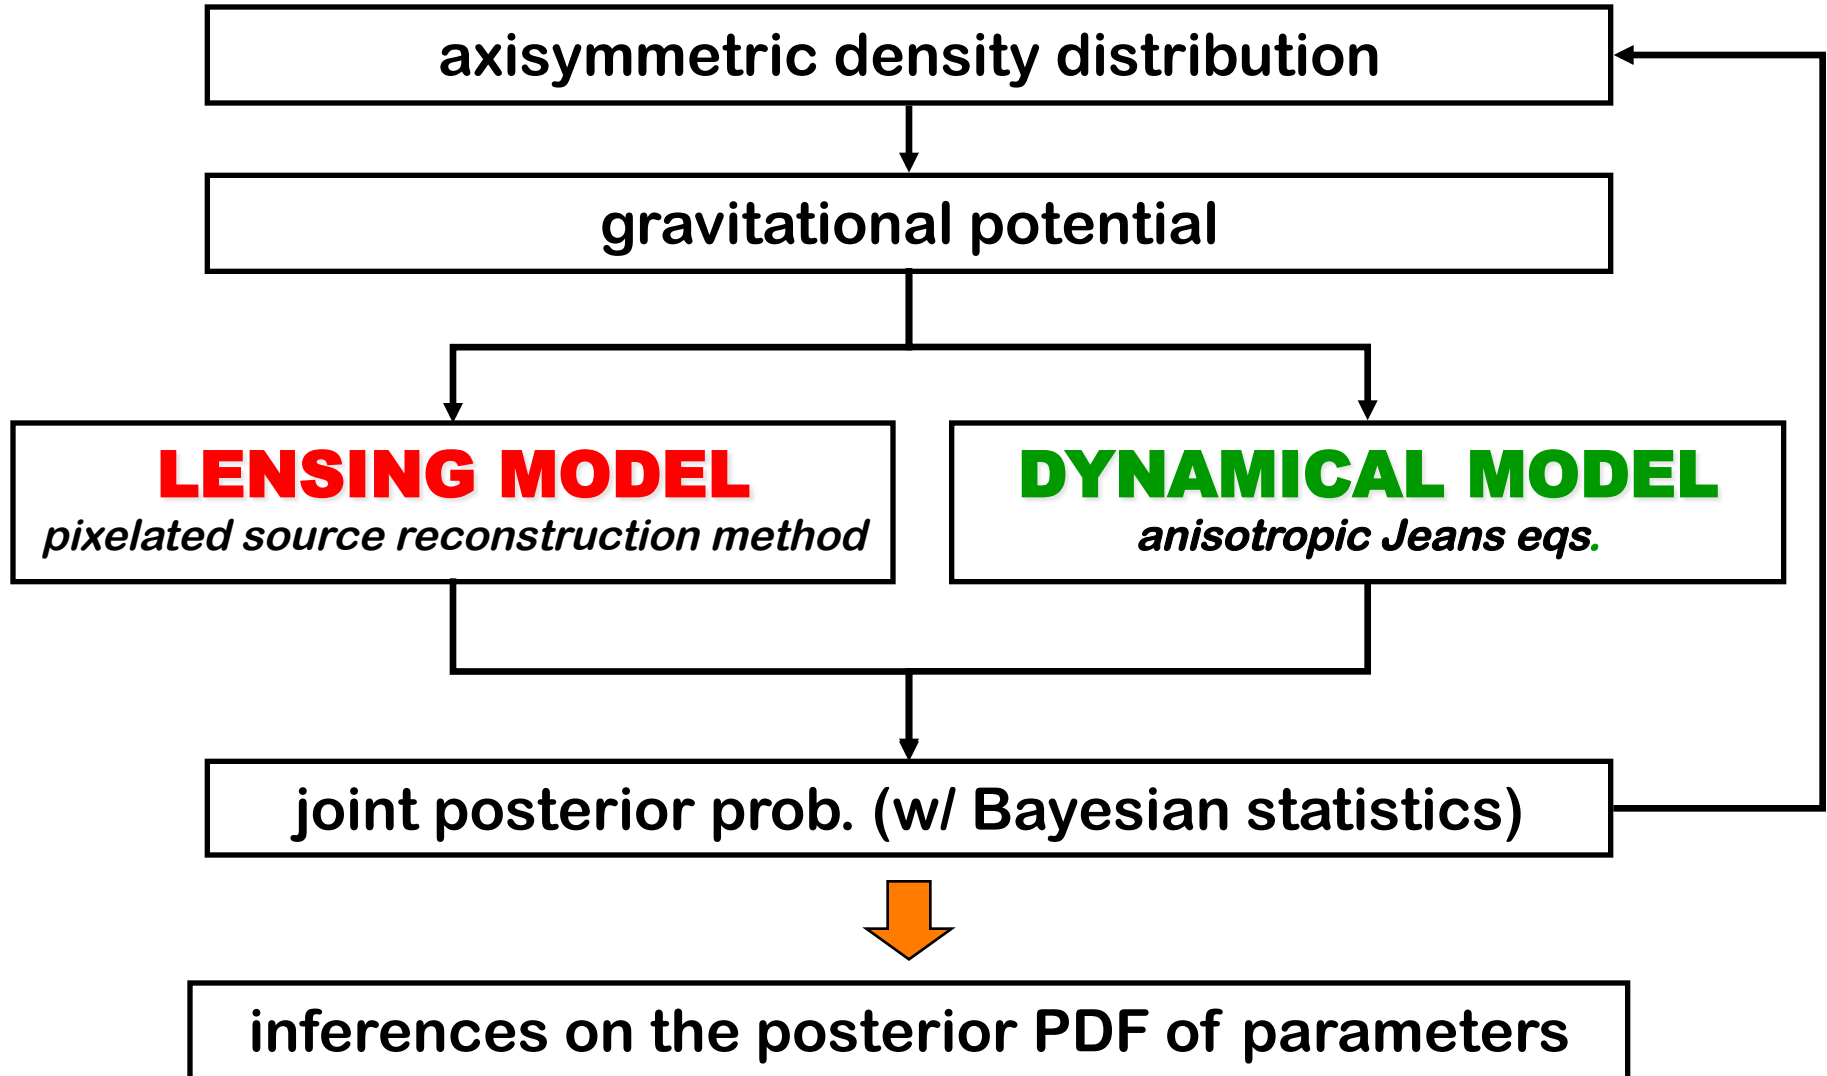 axisymmetric density distribution
gravitational potential
LENSING MODEL
pixelated source reconstruction method
DYNAMICAL MODEL
anisotropic Jeans eqs.
joint posterior prob. (w/ Bayesian statistics)
inferences on the posterior PDF of parameters